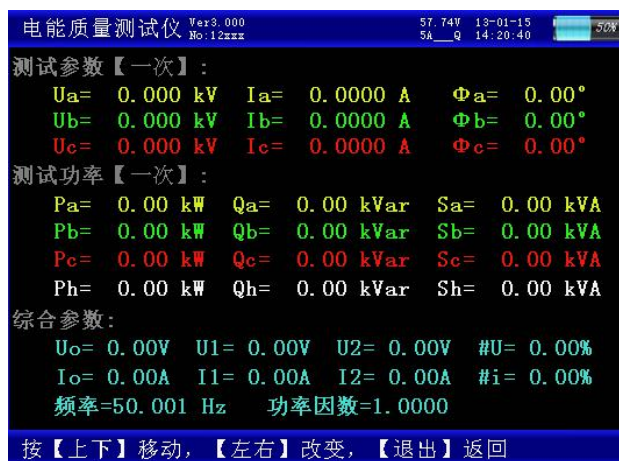 电能质量测试仪 Ver3.000 No:12xxx 57.74V 5A__Q 13-01-15 14:20:40 50%
测试参数【一次】:
Ua= 0.000 kV Ia= 0.0000 A Φa= 0.00°
Ub= 0.000 kV Ib= 0.0000 A Φb= 0.00°
Uc= 0.000 kV Ic= 0.0000 A Φc= 0.00°
测试功率【一次】:
Pa= 0.00 kW Qa= 0.00 kVar Sa= 0.00 kVA
Pb= 0.00 kW Qb= 0.00 kVar Sb= 0.00 kVA
Pc= 0.00 kW Qc= 0.00 kVar Sc= 0.00 kVA
Ph= 0.00 kW Qh= 0.00 kVar Sh= 0.00 kVA
综合参数:
Uo= 0.00V U1= 0.00V U2= 0.00V #U= 0.00%
Io= 0.00A I1= 0.00A I2= 0.00A #i= 0.00%
频率=50.001 Hz 功率因数=1.0000
按【上下】移动，【左右】改变，【退出】返回